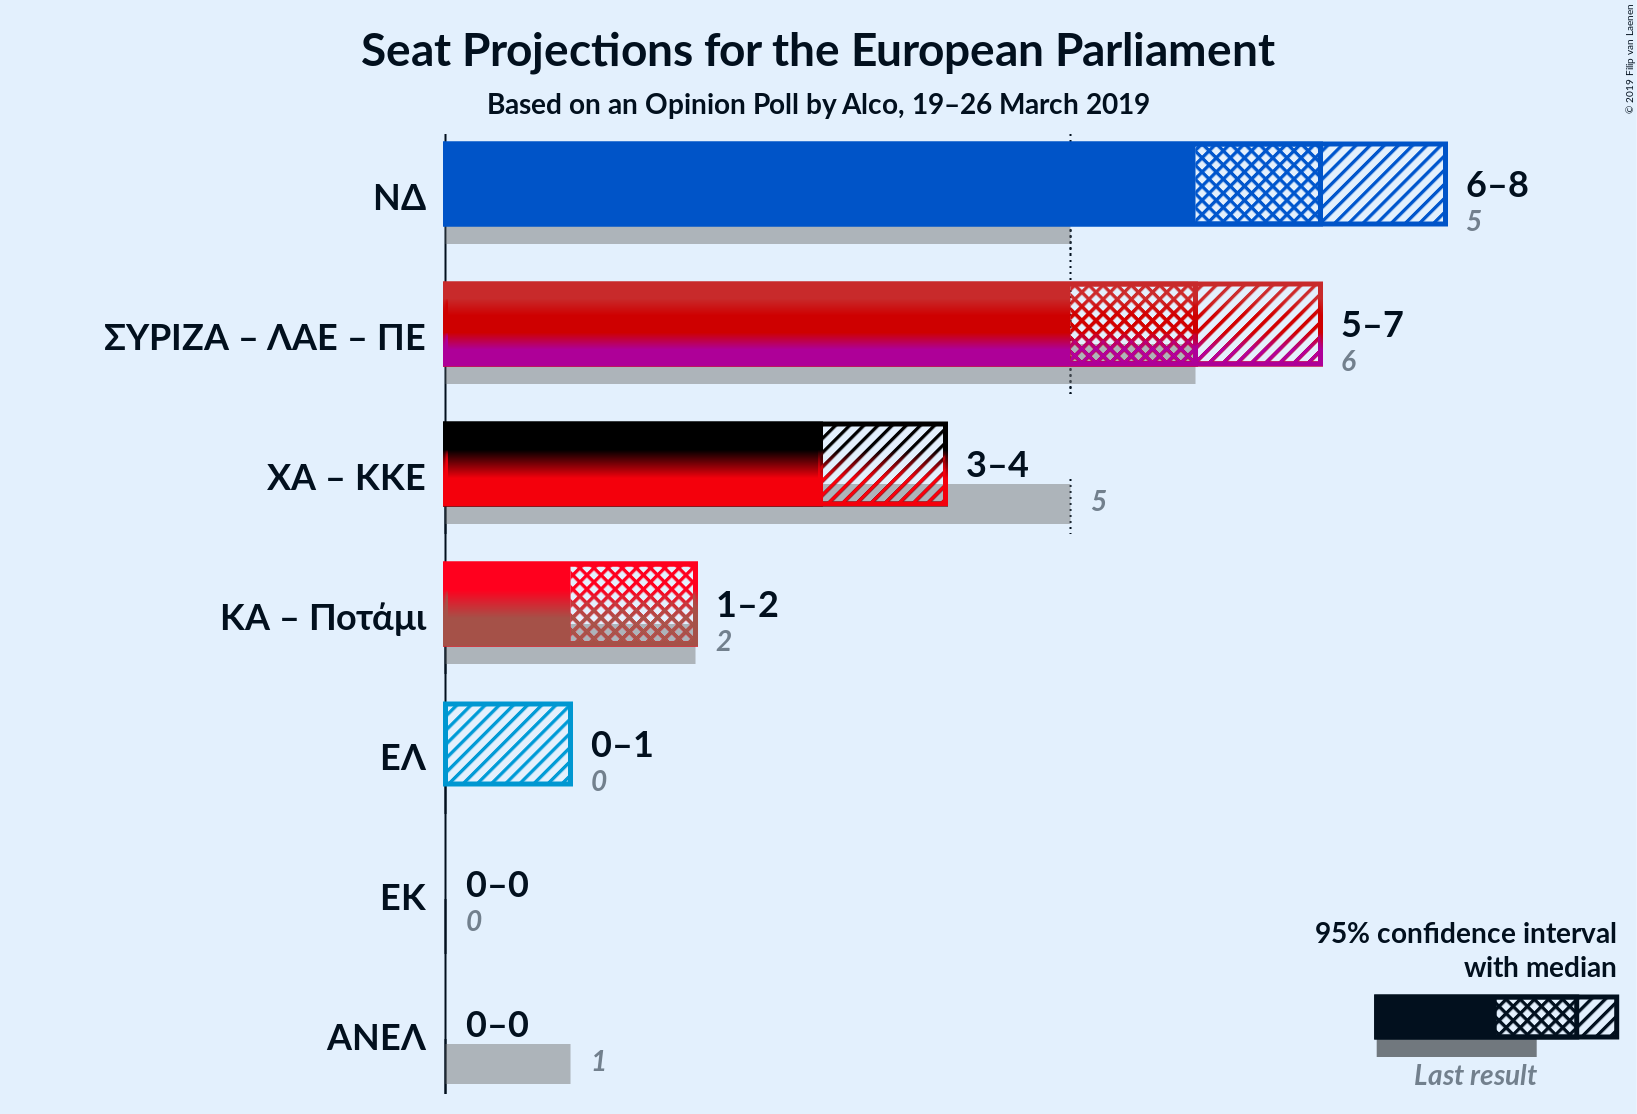 Seat Projections for the European Parliament
Based on an Opinion Poll by Alco, 19–26 March 2019
© 2019 Filip van Laenen
ΝΔ
6–8
5
ΣΥΡΙΖΑ – ΛΑΕ – ΠΕ
5–7
6
ΧΑ – ΚΚΕ
3–4
5
ΚΑ – Ποτάμι
1–2
2
ΕΛ
0–1
0
ΕΚ
0–0
0
ΑΝΕΛ
0–0
1
95% confidence interval
with median
Last result